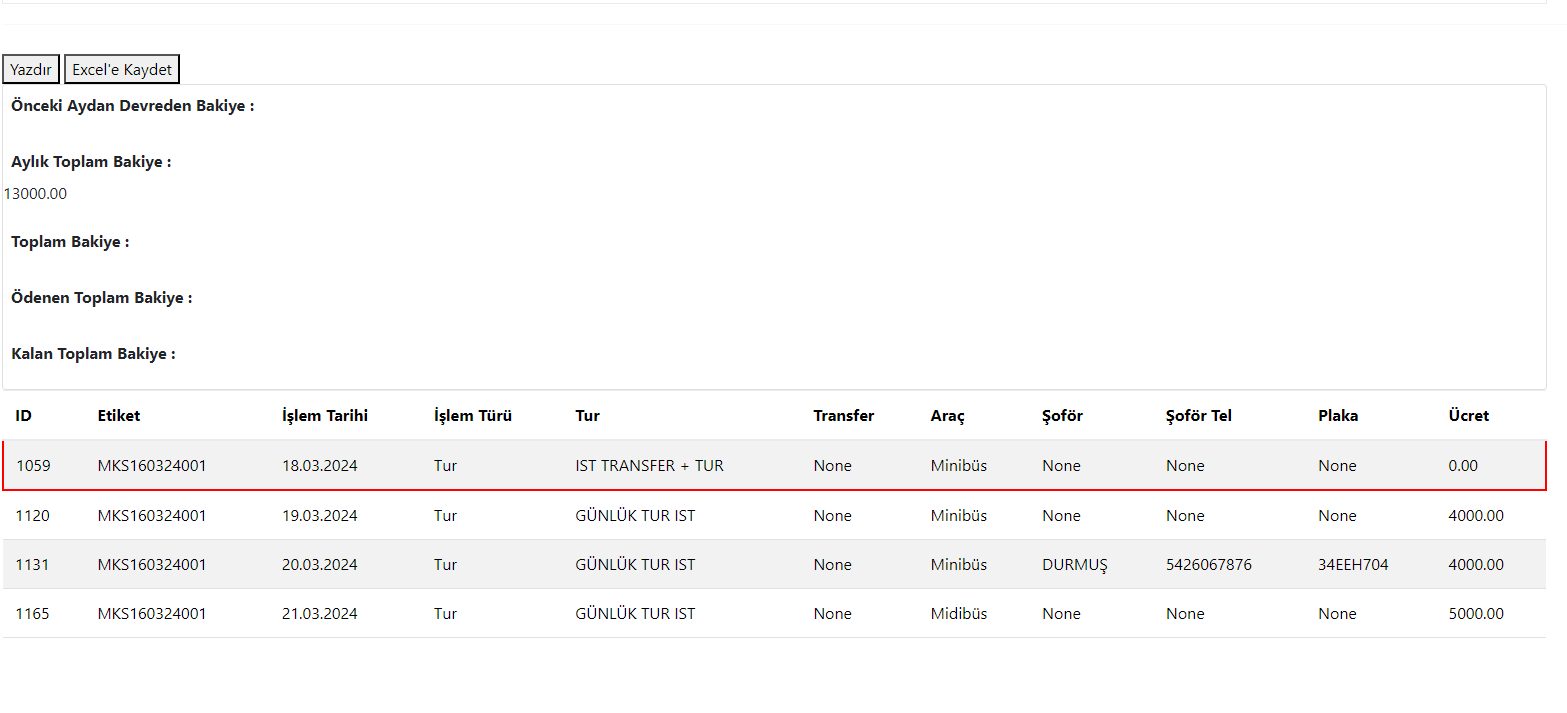 Yazdır Excel'e Kaydet
Önceki Aydan Devreden Bakiye :
Aylık Toplam Bakiye :
13000.00
Toplam Bakiye :
Ödenen Toplam Bakiye :
Kalan Toplam Bakiye :
ID Etiket İşlem Tarihi İşlem Türü Tur Transfer Araç Şoför Şoför Tel Plaka Ücret
1059 MKS160324001 18.03.2024 Tur IST TRANSFER + TUR None Minibüs None None None 0.00
1120 MKS160324001 19.03.2024 Tur GÜNLÜK TUR IST None Minibüs None None None 4000.00
1131 MKS160324001 20.03.2024 Tur GÜNLÜK TUR IST None Minibüs DURMUŞ 5426067876 34EEH704 4000.00
1165 MKS160324001 21.03.2024 Tur GÜNLÜK TUR IST None Midibüs None None None 5000.00